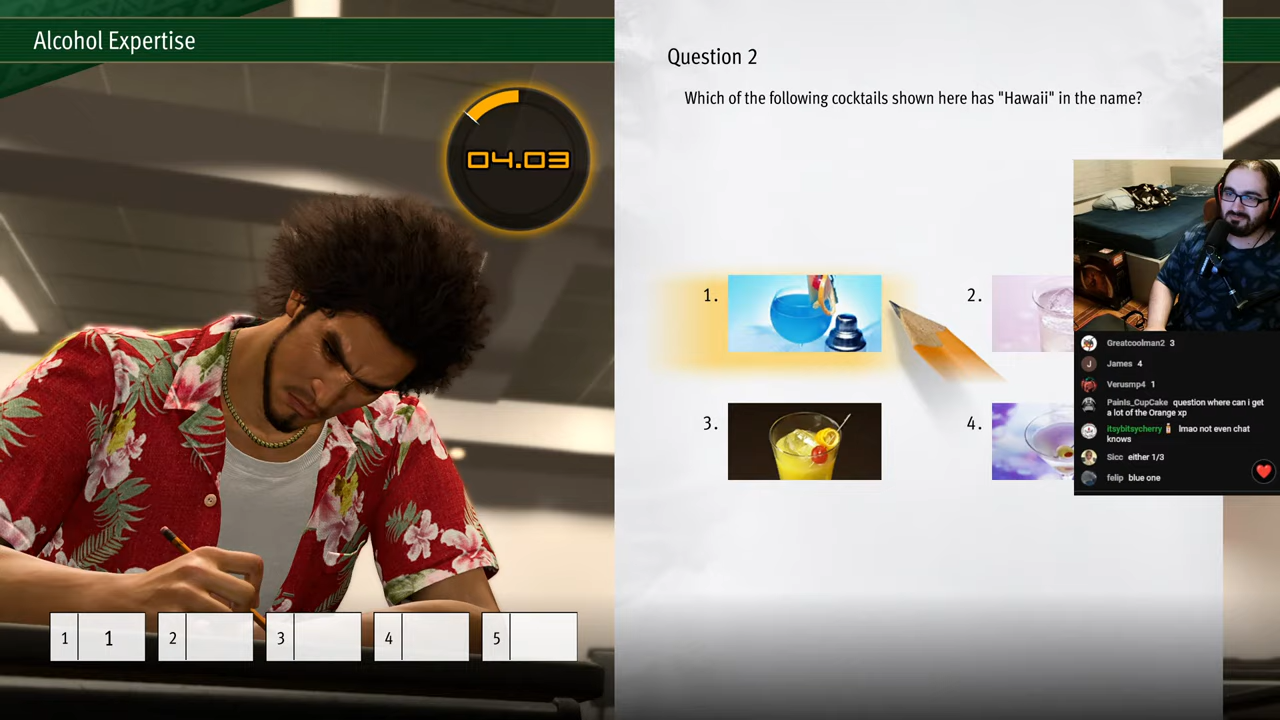 Alcohol Expertise
04.03
Question 2
Which of the following cocktails shown here has "Hawaii" in the name?
1.
2.
3.
4.
Greatcoolman2 3
J James 4
Verusmp4 1
PainIs_CupCake question where can i get
a lot of the Orange xp
itsybitsycherry lmao not even chat
knows
Sicc either 1/3
felip blue one
1 1
2
3
4
5